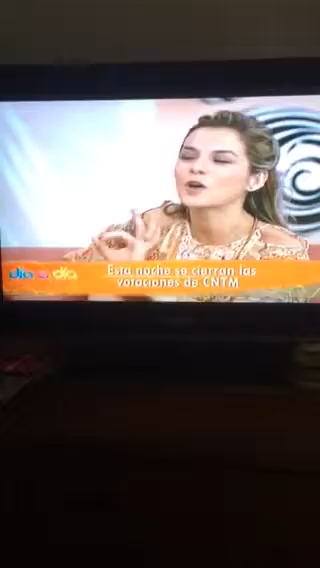 día a día
Esta noche se cierran las
votaciones de CNTM